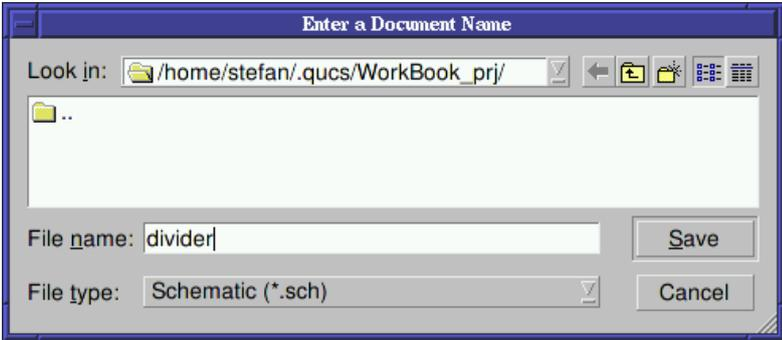 Enter a Document Name
Look in: /home/stefan/.qucs/WorkBook_prj/
..
File name: divider Save
File type: Schematic (*.sch) Cancel